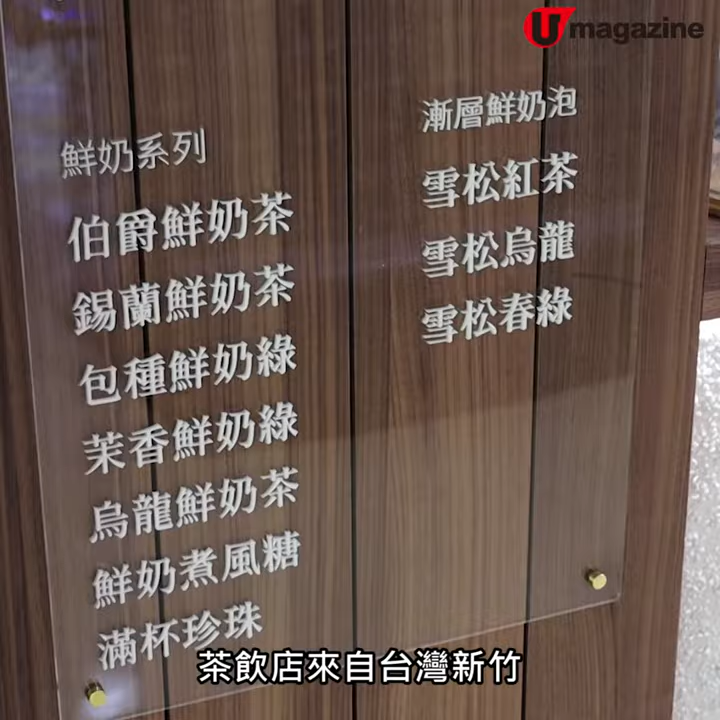 U magazine
鮮奶系列
伯爵鮮奶茶
錫蘭鮮奶茶
包種鮮奶綠
茉香鮮奶綠
烏龍鮮奶茶
鮮奶煮風糖
滿杯珍珠
漸層鮮奶泡
雪松紅茶
雪松烏龍
雪松春綠
茶飲店來自台灣新竹